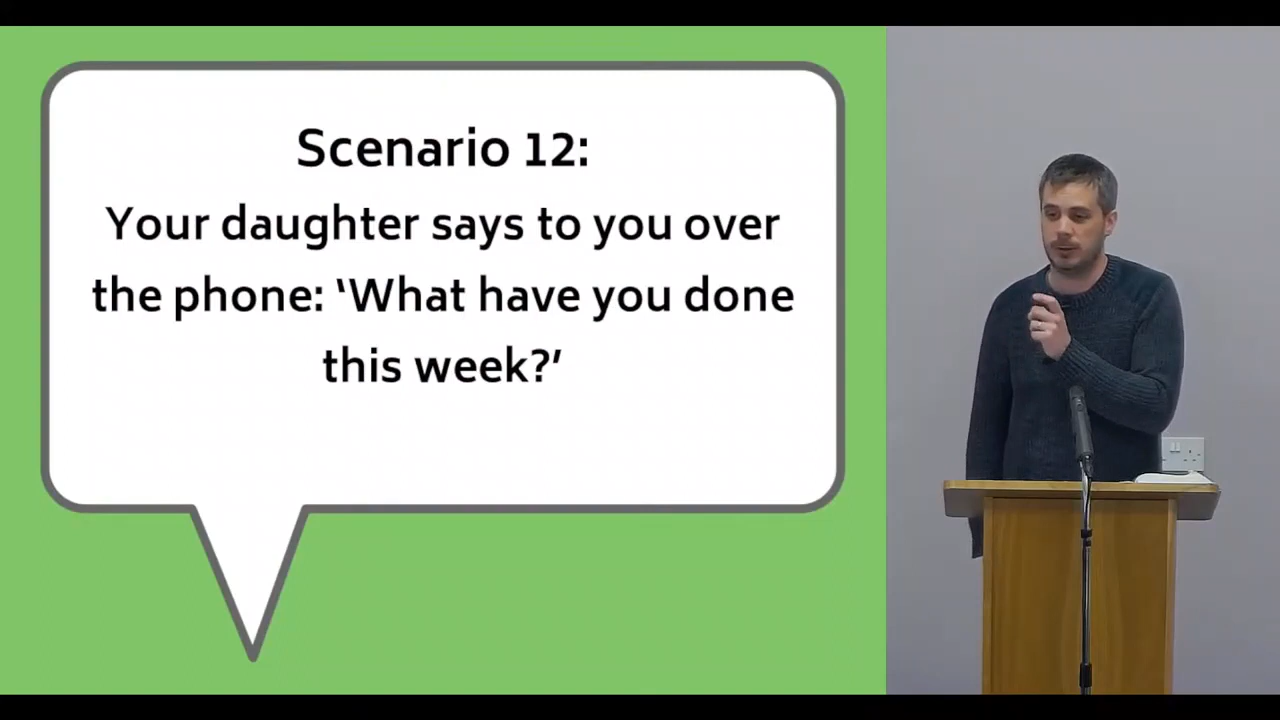 Scenario 12:
Your daughter says to you over
the phone: ‘What have you done
this week?’